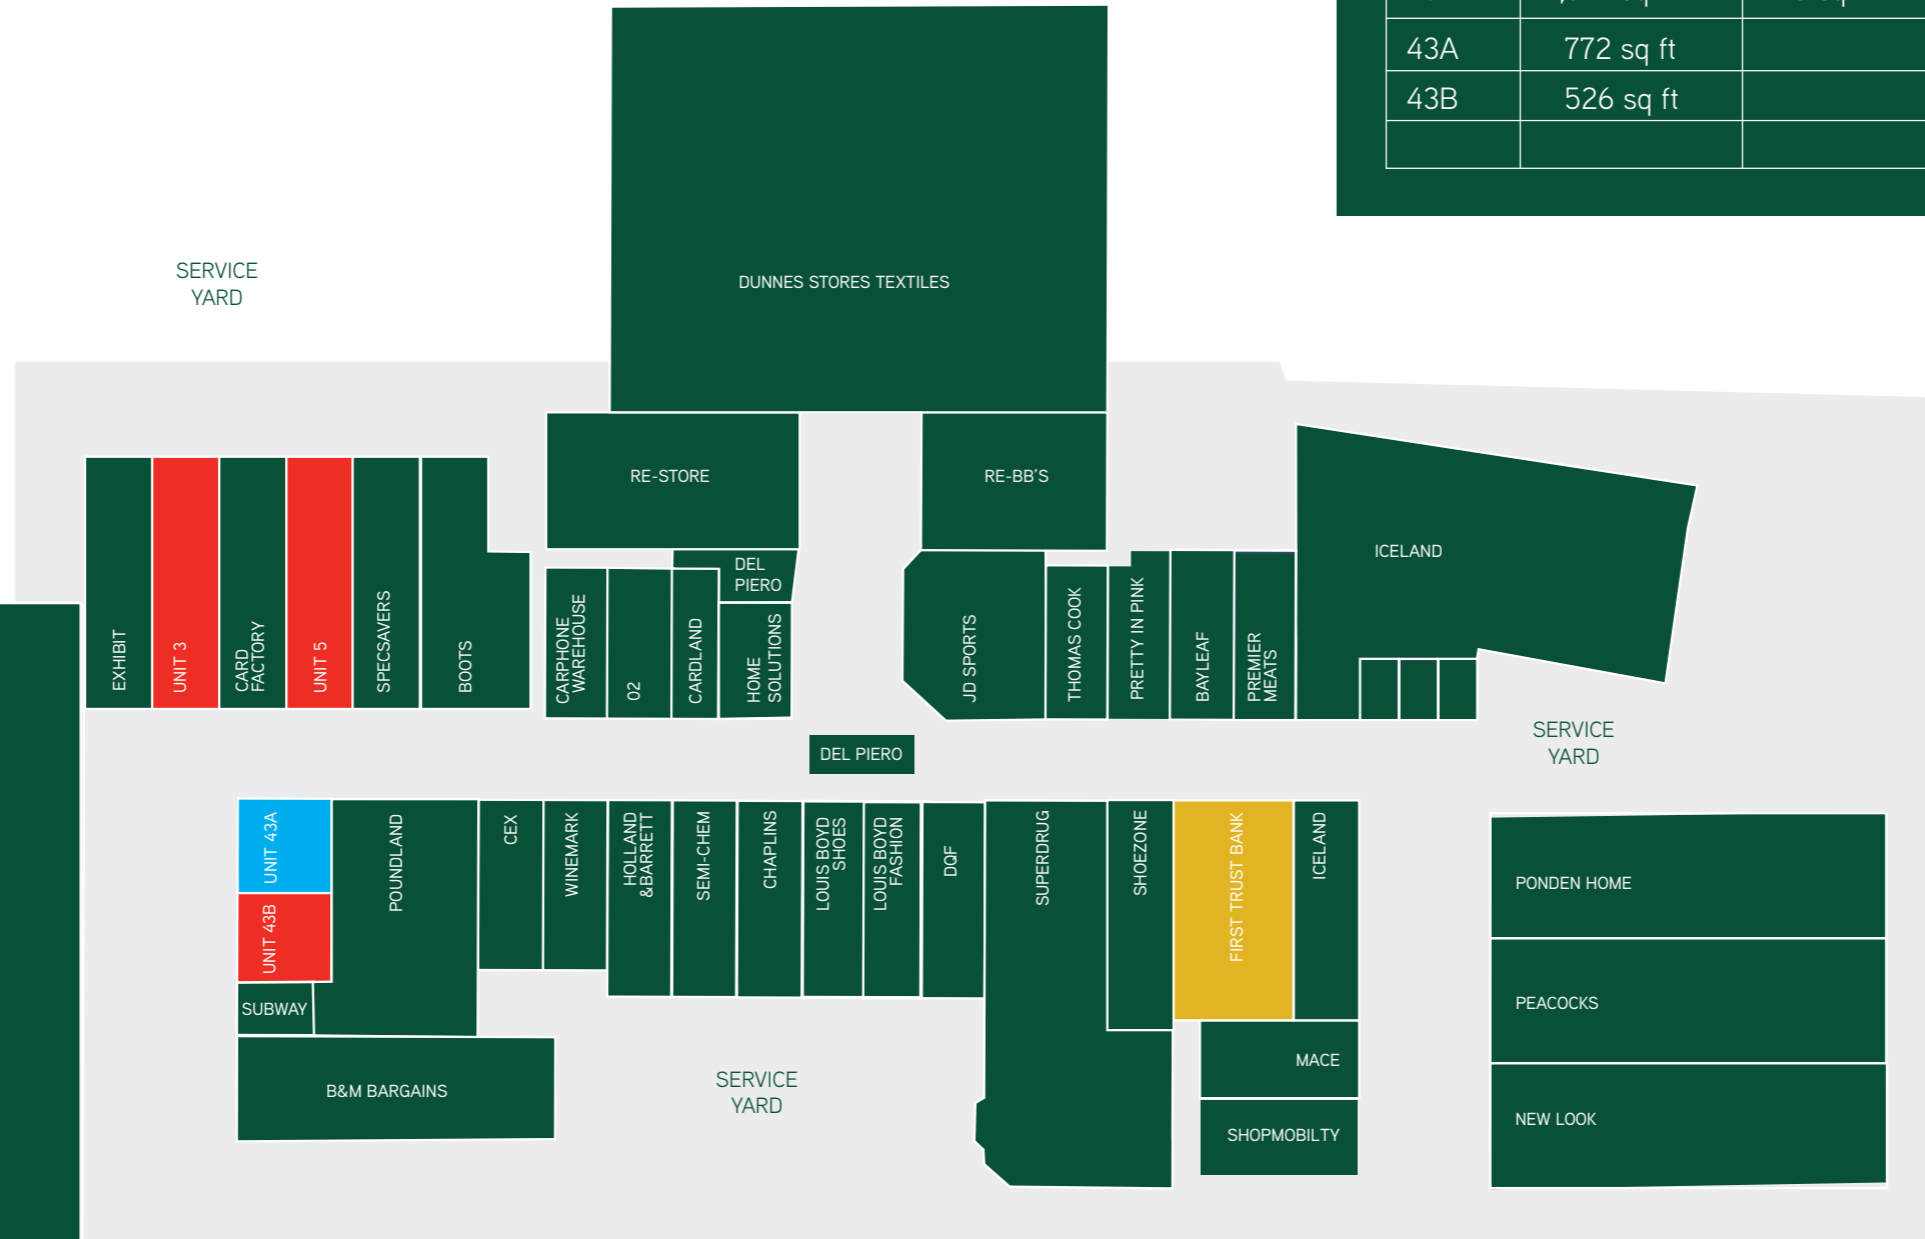 43A 772 sq ft
43B 526 sq ft
SERVICE
YARD
DUNNES STORES TEXTILES
RE-STORE
RE-BB'S
ICELAND
DEL
PIERO
EXHIBIT
UNIT 3
CARD
FACTORY
UNIT 5
SPECSAVERS
BOOTS
CARPHONE
WAREHOUSE
02
CARDLAND
HOME
SOLUTIONS
JD SPORTS
THOMAS COOK
PRETTY IN PINK
BAYLEAF
PREMIER
MEATS
SERVICE
YARD
DEL PIERO
UNIT 43A
UNIT 43B
SUBWAY
POUNDLAND
CEX
WINEMARK
HOLLAND
&BARRETT
SEMI-CHEM
CHAPLINS
LOUIS BOYD
SHOES
LOUIS BOYD
FASHION
DQF
SUPERDRUG
SHOEZONE
FIRST TRUST BANK
ICELAND
PONDEN HOME
PEACOCKS
NEW LOOK
MACE
SHOPMOBILTY
B&M BARGAINS
SERVICE
YARD